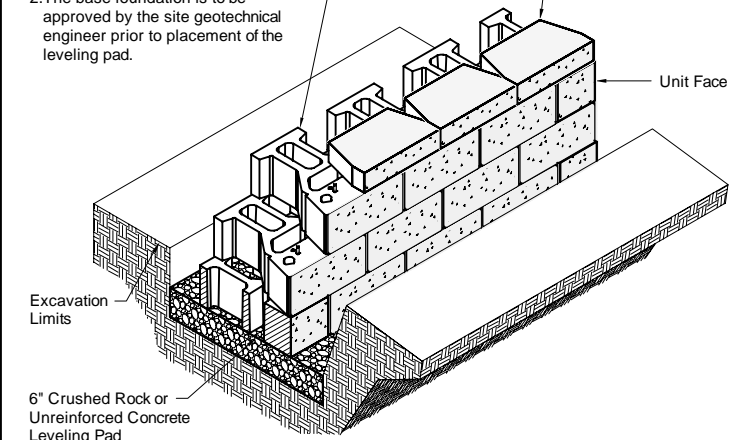 2.The base foundation is to be
approved by the site geotechnical
engineer prior to placement of the
leveling pad.
Unit Face
Excavation
Limits
6" Crushed Rock or
Unreinforced Concrete
Leveling Pad